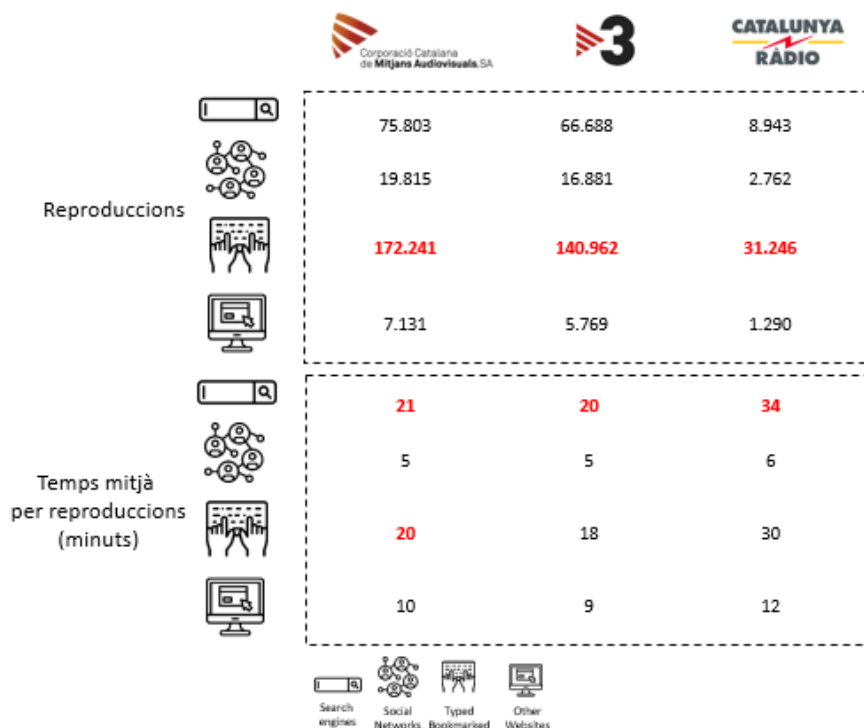 Corporació Catalana
de Mitjans Audiovisuals, SA
3
CATALUNYA
RÀDIO
Reproduccions
75.803 66.688 8.943
19.815 16.881 2.762
172.241 140.962 31.246
7.131 5.769 1.290
Temps mitjà
per reproduccions
(minuts)
21 20 34
5 5 6
20 18 30
10 9 12
Search
engines
Social
Networks
Typed
Bookmarked
Other
Websites